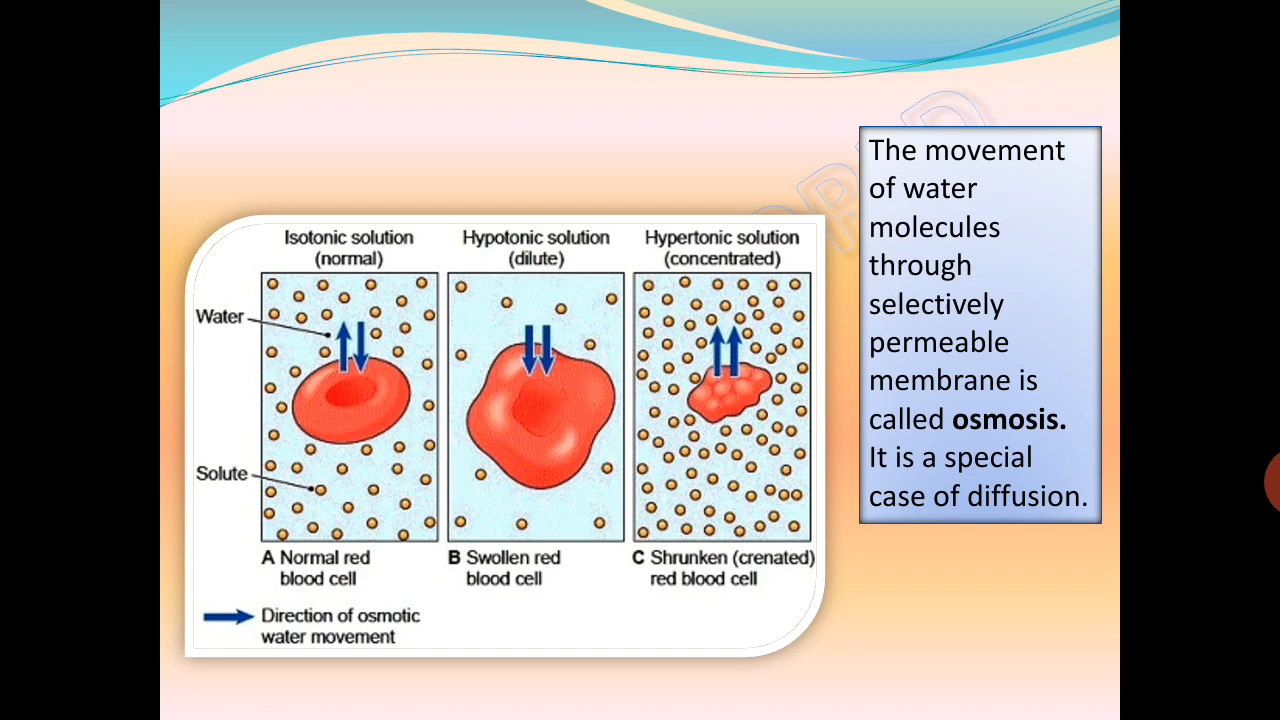 Isotonic solution
(normal)
Hypotonic solution
(dilute)
Hypertonic solution
(concentrated)
Water
Solute
A Normal red
blood cell
B Swollen red
blood cell
C Shrunken (crenated)
red blood cell
Direction of osmotic
water movement
The movement
of water
molecules
through
selectively
permeable
membrane is
called osmosis.
It is a special
case of diffusion.